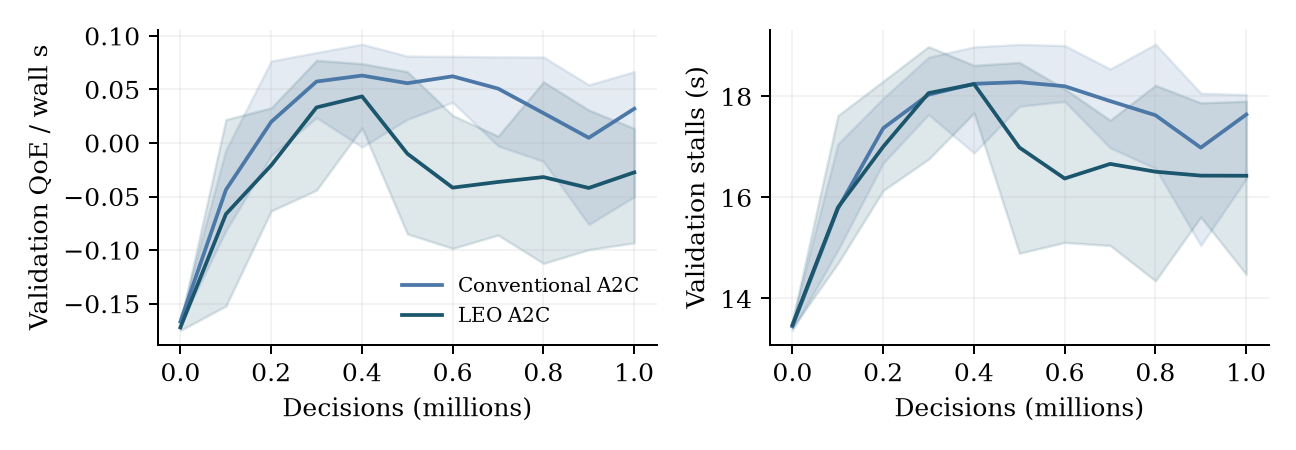 Validation QoE / wall s
0.10
0.05
0.00
−0.05
−0.10
−0.15
Conventional A2C
LEO A2C
0.0 0.2 0.4 0.6 0.8 1.0
Decisions (millions)
Validation stalls (s)
18
16
14
0.0 0.2 0.4 0.6 0.8 1.0
Decisions (millions)